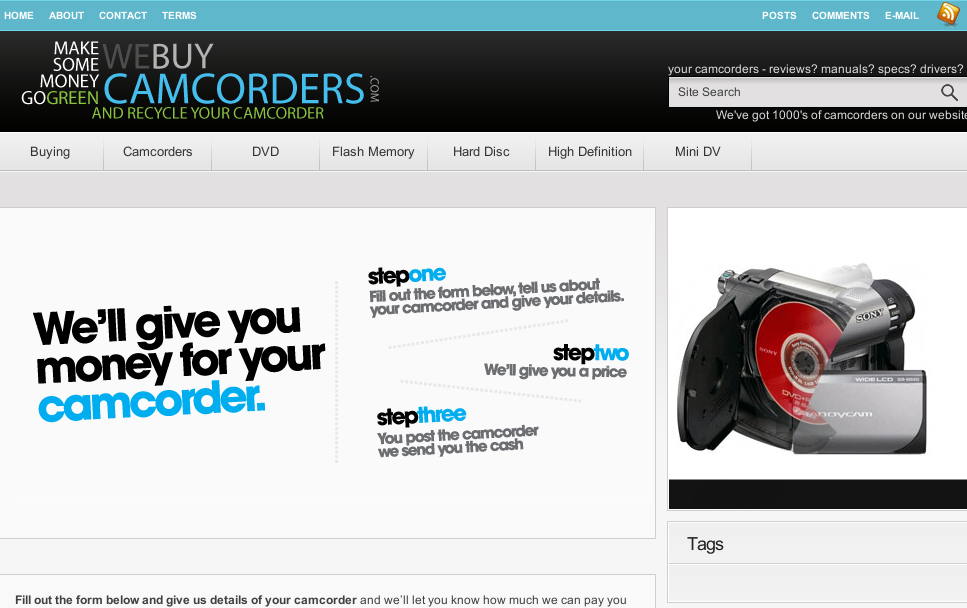 HOME ABOUT CONTACT TERMS POSTS COMMENTS E-MAIL
MAKE
SOME
MONEY
GOGREEN
WEBUY
CAMCORDERS
.COM
AND RECYCLE YOUR CAMCORDER
your camcorders - reviews? manuals? specs? drivers?
Site Search
We've got 1000's of camcorders on our website
Buying Camcorders DVD Flash Memory Hard Disc High Definition Mini DV
We'll give you
money for your
camcorder.
stepone
Fill out the form below, tell us about
your camcorder and give your details.
steptwo
We'll give you a price
stepthree
You post the camcorder
we send you the cash
SONY
SONY
WIDE LCD
HANDYCAM
Tags
Fill out the form below and give us details of your camcorder and we'll let you know how much we can pay you